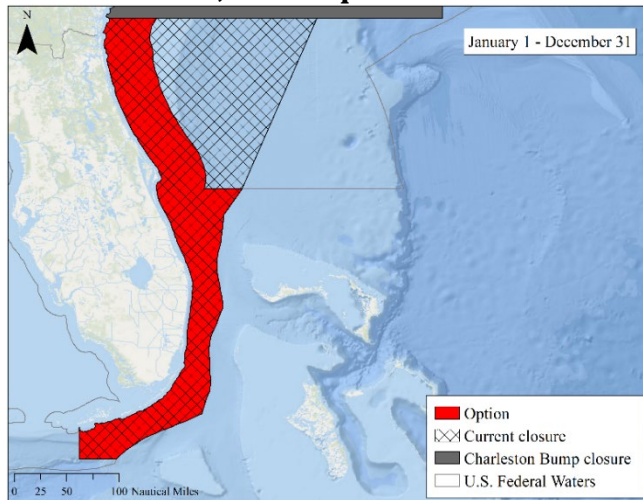 N
January 1 - December 31
Option
Current closure
Charleston Bump closure
U.S. Federal Waters
0 25 50 100 Nautical Miles